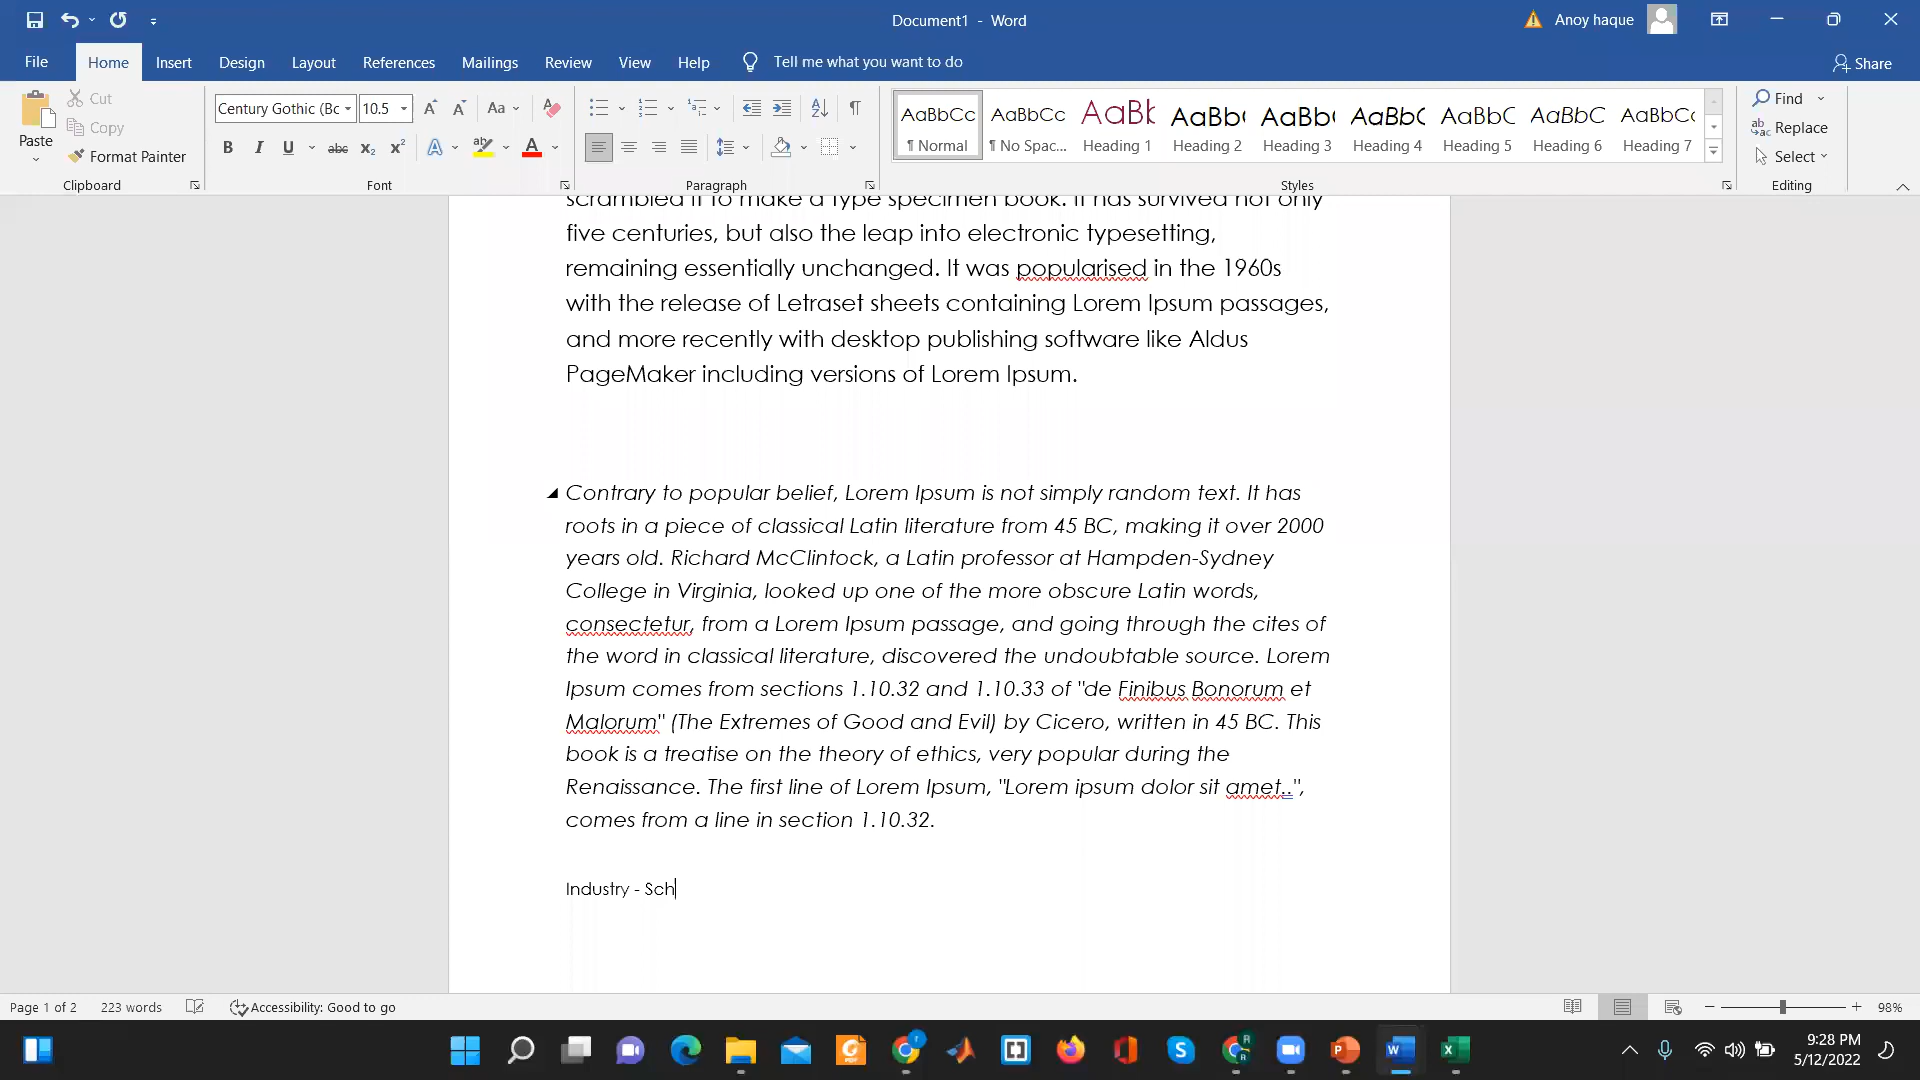 Document1 - Word
Anoy haque
File Home Insert Design Layout References Mailings Review View Help Tell me what you want to do
Share
Paste
Cut
Copy
Format Painter
Clipboard
Century Gothic (Bc 10.5
Aa
B I U abc x₂ x² A ab A
Font
Paragraph
AaBbCc AaBbCc AaBb AaBb( AaBb( AaBb( AaBbC AaBbC AaBbCc
¶ Normal ¶ No Spac... Heading 1 Heading 2 Heading 3 Heading 4 Heading 5 Heading 6 Heading 7
Styles
Find
Replace
Select
Editing
scrambled it to make a type specimen book. It has survived not only
five centuries, but also the leap into electronic typesetting,
remaining essentially unchanged. It was popularised in the 1960s
with the release of Letraset sheets containing Lorem Ipsum passages,
and more recently with desktop publishing software like Aldus
PageMaker including versions of Lorem Ipsum.
Contrary to popular belief, Lorem Ipsum is not simply random text. It has
roots in a piece of classical Latin literature from 45 BC, making it over 2000
years old. Richard McClintock, a Latin professor at Hampden-Sydney
College in Virginia, looked up one of the more obscure Latin words,
consectetur, from a Lorem Ipsum passage, and going through the cites of
the word in classical literature, discovered the undoubtable source. Lorem
Ipsum comes from sections 1.10.32 and 1.10.33 of "de Finibus Bonorum et
Malorum" (The Extremes of Good and Evil) by Cicero, written in 45 BC. This
book is a treatise on the theory of ethics, very popular during the
Renaissance. The first line of Lorem Ipsum, "Lorem ipsum dolor sit amet..",
comes from a line in section 1.10.32.
Industry - Sch
Page 1 of 2 223 words Accessibility: Good to go 98%
9:28 PM
5/12/2022